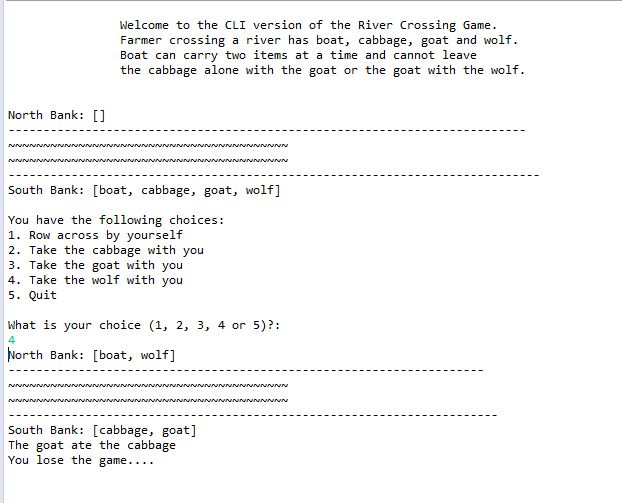 Welcome to the CLI version of the River Crossing Game.
Farmer crossing a river has boat, cabbage, goat and wolf.
Boat can carry two items at a time and cannot leave
the cabbage alone with the goat or the goat with the wolf.
North Bank: []
--------------------------------------------------------------------------
~~~~~~~~~~~~~~~~~~~~~~~~~~~~~~~~~~~~~~~~
~~~~~~~~~~~~~~~~~~~~~~~~~~~~~~~~~~~~~~~~
----------------------------------------------------------------------------
South Bank: [boat, cabbage, goat, wolf]
You have the following choices:
1. Row across by yourself
2. Take the cabbage with you
3. Take the goat with you
4. Take the wolf with you
5. Quit
What is your choice (1, 2, 3, 4 or 5)?:
4
North Bank: [boat, wolf]
--------------------------------------------------------------------
~~~~~~~~~~~~~~~~~~~~~~~~~~~~~~~~~~~~~~~~
~~~~~~~~~~~~~~~~~~~~~~~~~~~~~~~~~~~~~~~~
----------------------------------------------------------------------
South Bank: [cabbage, goat]
The goat ate the cabbage
You lose the game....